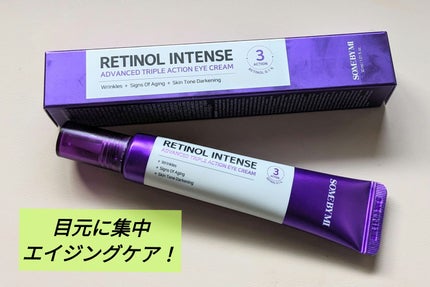 RETINOL INTENSE
ADVANCED TRIPLE ACTION EYE CREAM
Wrinkles + Signs Of Aging + Skin Tone Darkening
3
ACTION
SOME BY MI
RETINOL INTENSE
ADVANCED TRIPLE ACTION EYE CREAM
+ Wrinkles
+ Signs Of Aging
+ Skin Tone Darkening
3
ACTION
SOME BY MI
目元に集中
エイジングケア！